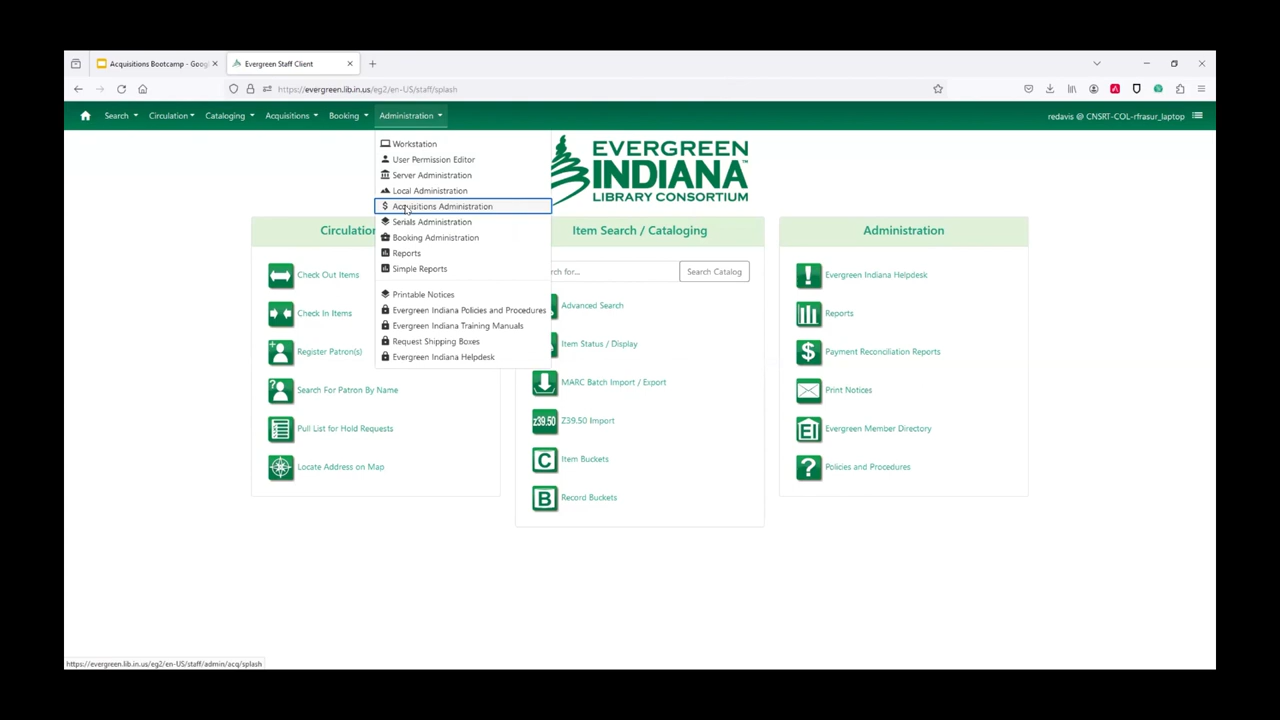 Acquisitions Bootcamp - Goog
Evergreen Staff Client
https://evergreen.lib.in.us/eg2/en-US/staff/splash
Search
Circulation
Cataloging
Acquisitions
Booking
Administration
redavis @ CNSRT-COL-rfrasur_laptop
Workstation
User Permission Editor
Server Administration
Local Administration
Acquisitions Administration
Serials Administration
Booking Administration
Reports
Simple Reports
Printable Notices
Evergreen Indiana Policies and Procedures
Evergreen Indiana Training Manuals
Request Shipping Boxes
Evergreen Indiana Helpdesk
EVERGREEN
INDIANA
LIBRARY CONSORTIUM
Circulation
Check Out Items
Check In Items
Register Patron(s)
Search For Patron By Name
Pull List for Hold Requests
Locate Address on Map
Item Search / Cataloging
ch for...
Search Catalog
Advanced Search
Item Status / Display
MARC Batch Import / Export
Z39.50
Z39.50 Import
C
Item Buckets
B
Record Buckets
Administration
Evergreen Indiana Helpdesk
Reports
Payment Reconciliation Reports
Print Notices
EI
Evergreen Member Directory
Policies and Procedures
https://evergreen.lib.in.us/eg2/en-US/staff/admin/acq/splash